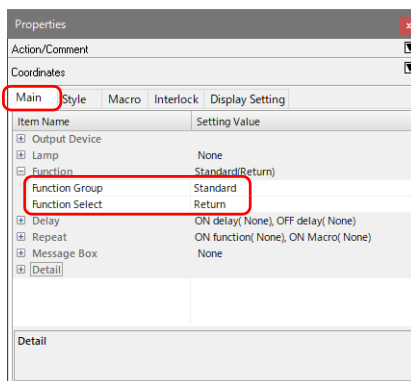 Properties
Action/Comment
Coordinates
Main Style Macro Interlock Display Setting
Item Name Setting Value
Output Device
Lamp None
Function Standard(Return)
Function Group Standard
Function Select Return
Delay ON delay( None), OFF delay( None)
Repeat ON function( None), ON Macro( None)
Message Box None
Detail
Detail